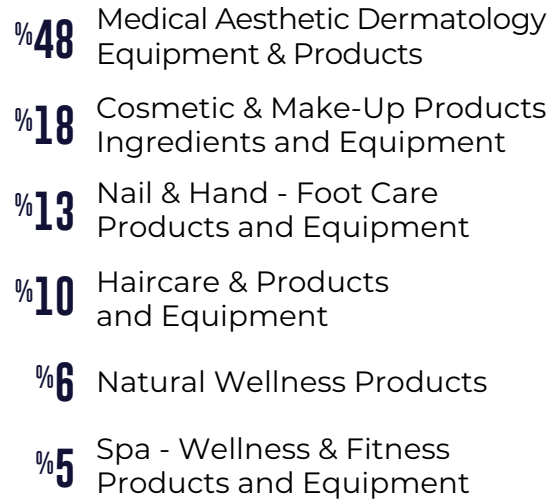 %48 Medical Aesthetic Dermatology
Equipment & Products
%18 Cosmetic & Make-Up Products
Ingredients and Equipment
%13 Nail & Hand - Foot Care
Products and Equipment
%10 Haircare & Products
and Equipment
%6 Natural Wellness Products
%5 Spa - Wellness & Fitness
Products and Equipment